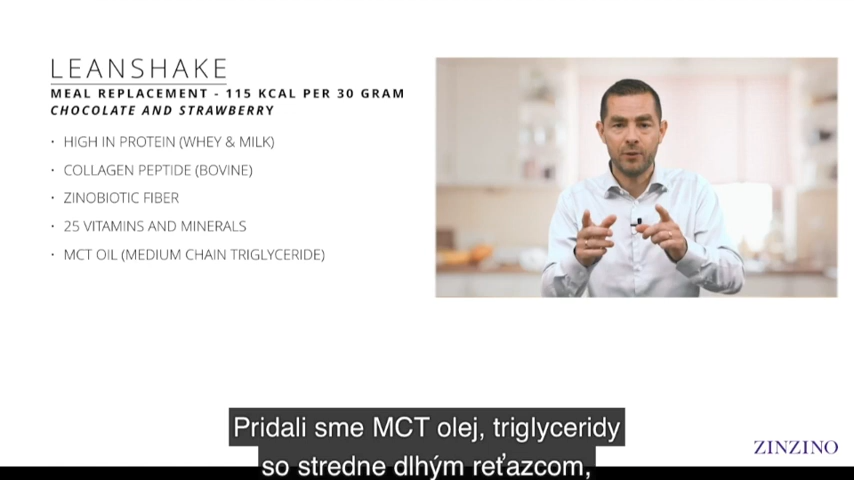 LEANSHAKE
MEAL REPLACEMENT - 115 KCAL PER 30 GRAM
CHOCOLATE AND STRAWBERRY
· HIGH IN PROTEIN (WHEY & MILK)
· COLLAGEN PEPTIDE (BOVINE)
· ZINOBIOTIC FIBER
· 25 VITAMINS AND MINERALS
· MCT OIL (MEDIUM CHAIN TRIGLYCERIDE)
Pridali sme MCT olej, triglyceridy
so stredne dlhým reťazcom,
ZINZINO